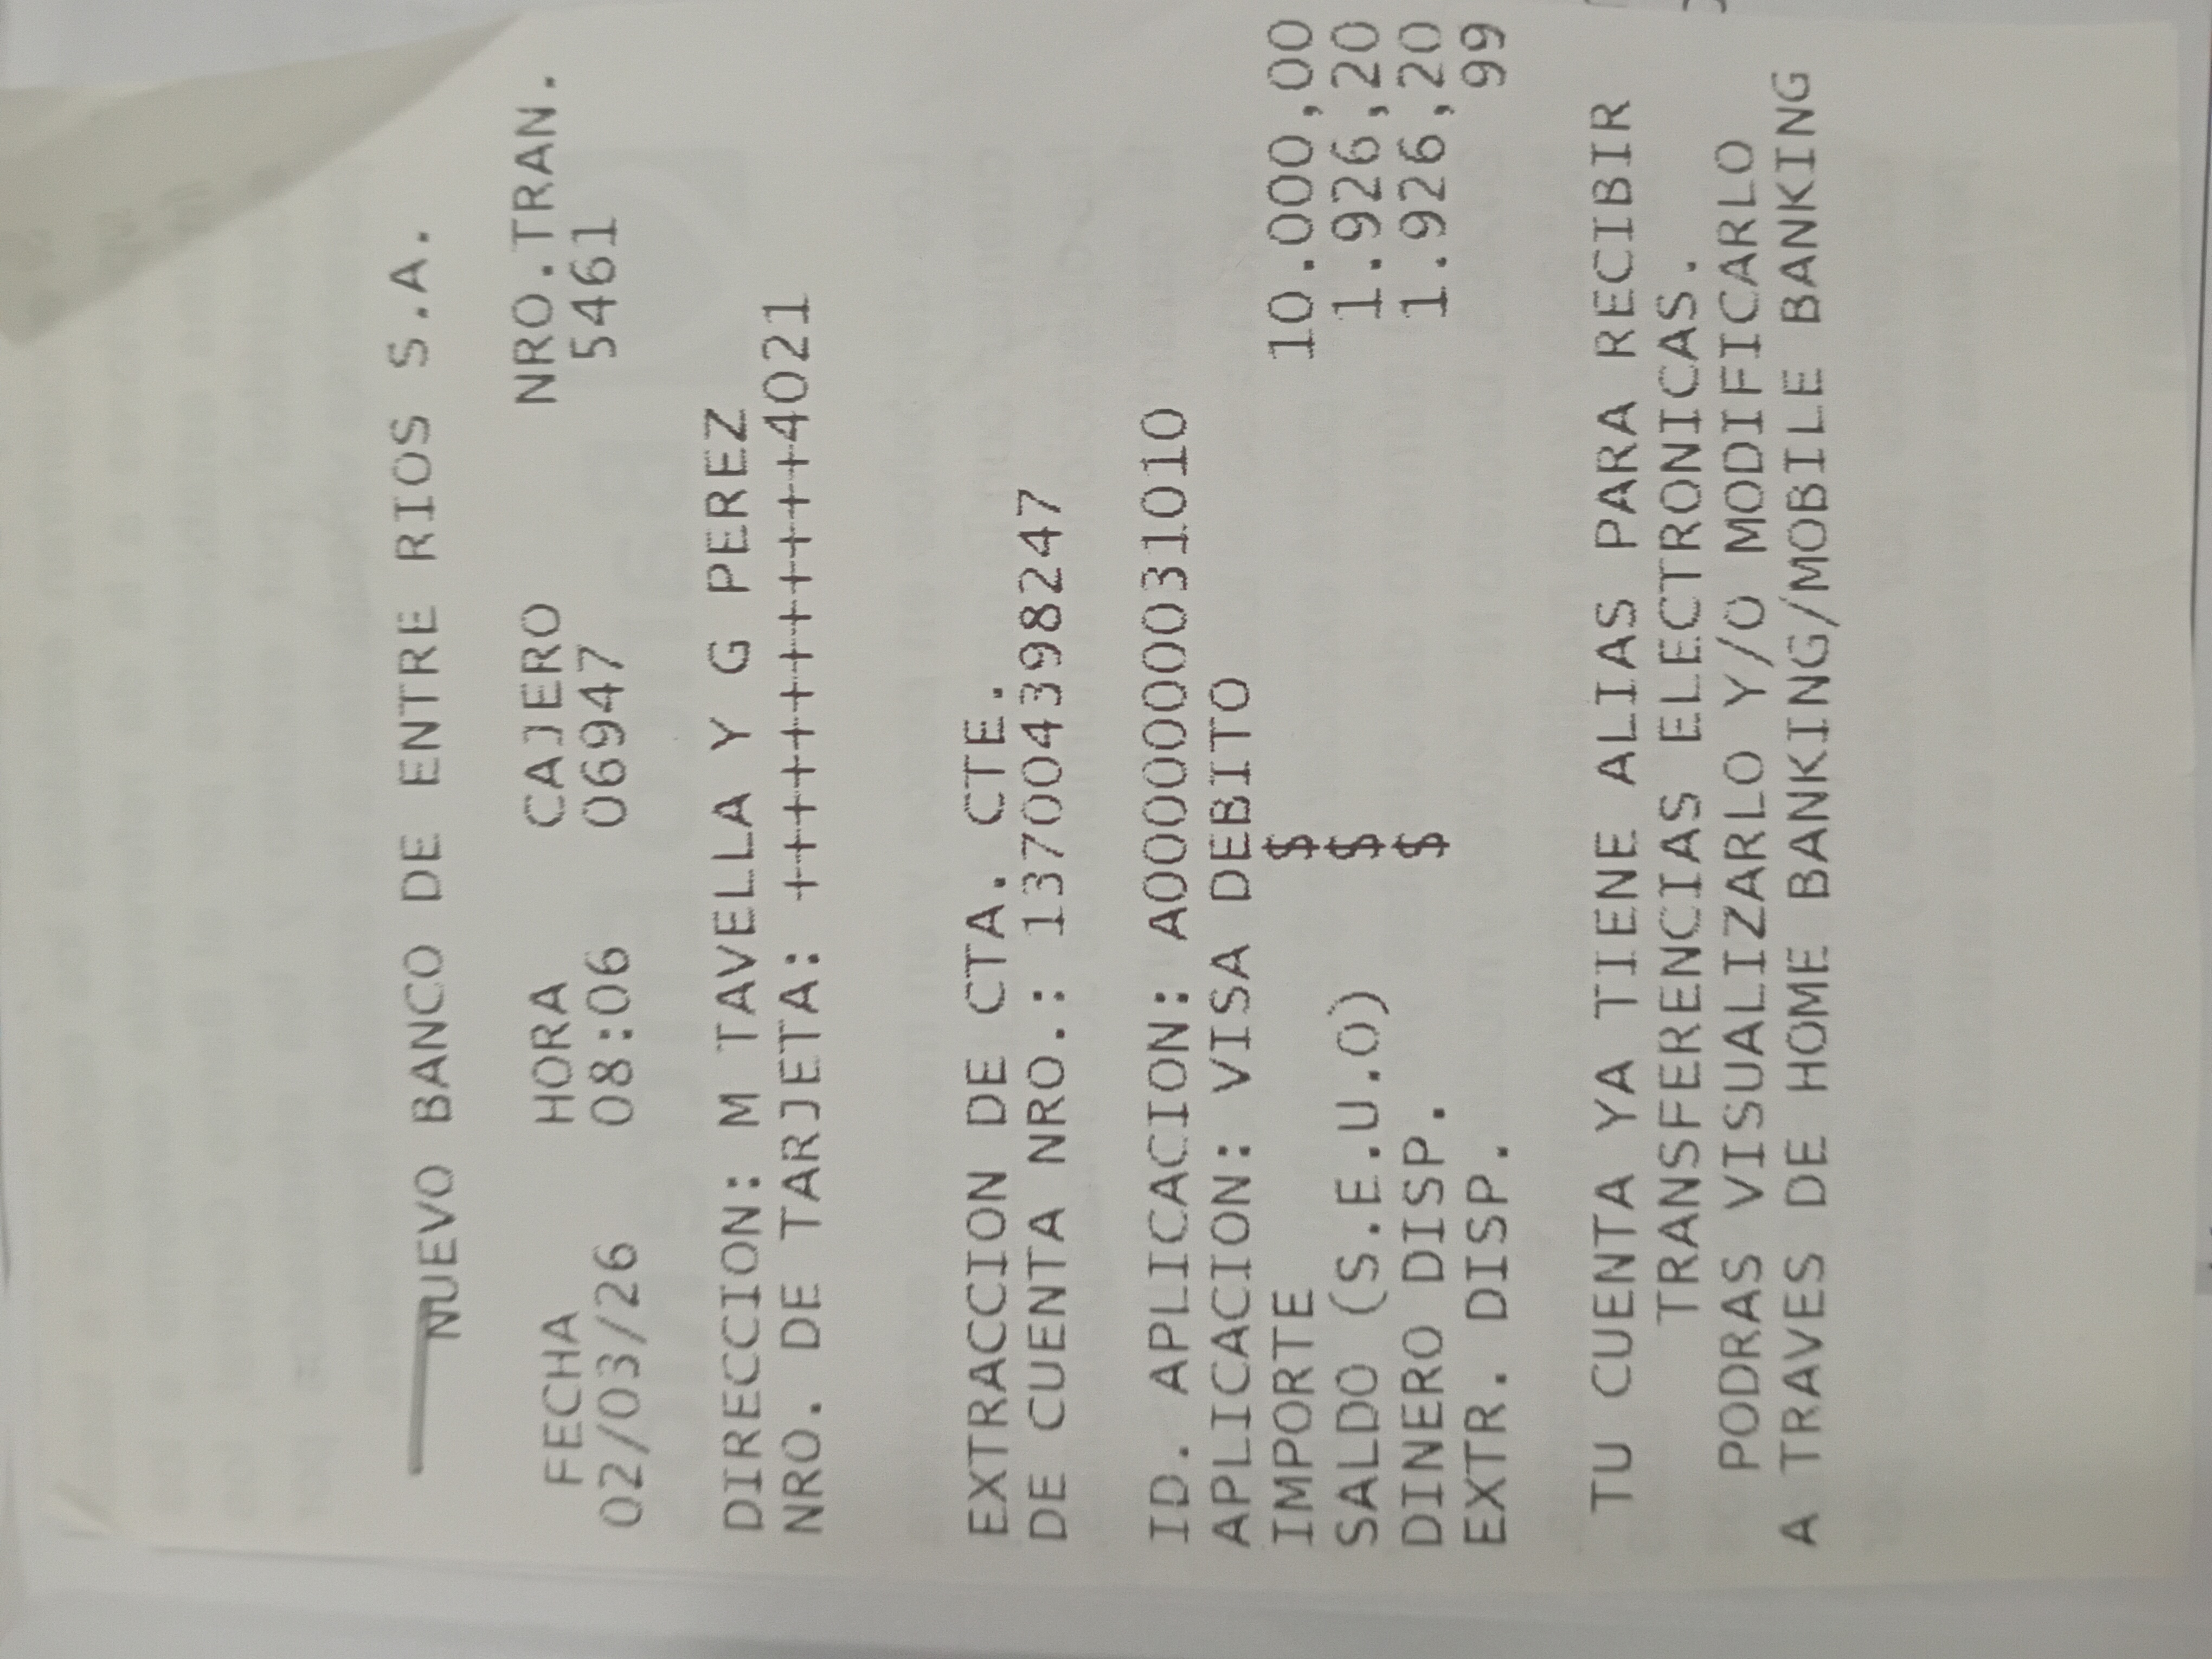 NUEVO BANCO DE ENTRE RIOS S.A.
FECHA HORA CAJERO NRO.TRAN.
02/03/26 08:06 06947 5461
DIRECCION: M TAVELLA Y G PEREZ
NRO. DE TARJETA: ++++++++++++4021
EXTRACCION DE CTA. CTE.
DE CUENTA NRO.: 137004398247
ID. APLICACION: A0000000031010
APLICACION: VISA DEBITO
IMPORTE $ 10.000,00
SALDO (S.E.U.O) $ 1.926,20
DINERO DISP. $ 1.926,20
EXTR. DISP. 99
TU CUENTA YA TIENE ALIAS PARA RECIBIR
TRANSFERENCIAS ELECTRONICAS.
PODRAS VISUALIZARLO Y/O MODIFICARLO
A TRAVES DE HOME BANKING/MOBILE BANKING